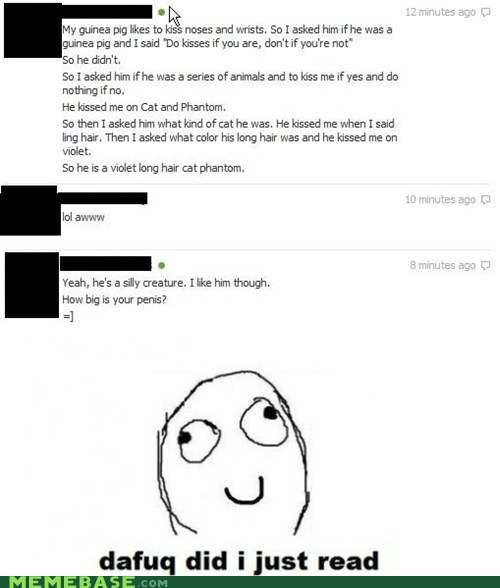 12 minutes ago
My guinea pig likes to kiss noses and wrists. So I asked him if he was a
guinea pig and I said "Do kisses if you are, don't if you're not"
So he didn't.
So I asked him if he was a series of animals and to kiss me if yes and do
nothing if no.
He kissed me on Cat and Phantom.
So then I asked him what kind of cat he was. He kissed me when I said
ling hair. Then I asked what color his long hair was and he kissed me on
violet.
So he is a violet long hair cat phantom.
10 minutes ago
lol awww
8 minutes ago
Yeah, he's a silly creature. I like him though.
How big is your penis?
=]
dafuq did i just read
MEMEBASE.COM